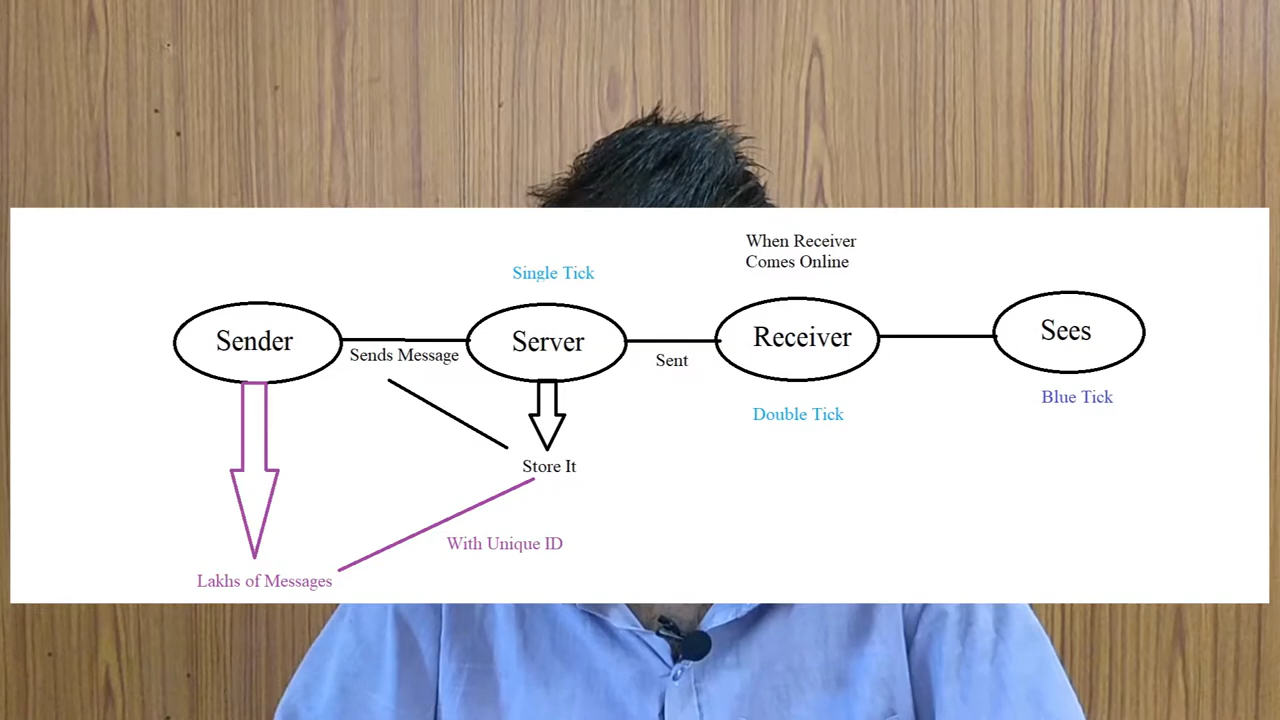 When Receiver
Comes Online
Single Tick
Sender
Sends Message
Server
Sent
Receiver
Sees
Double Tick
Blue Tick
Store It
With Unique ID
Lakhs of Messages